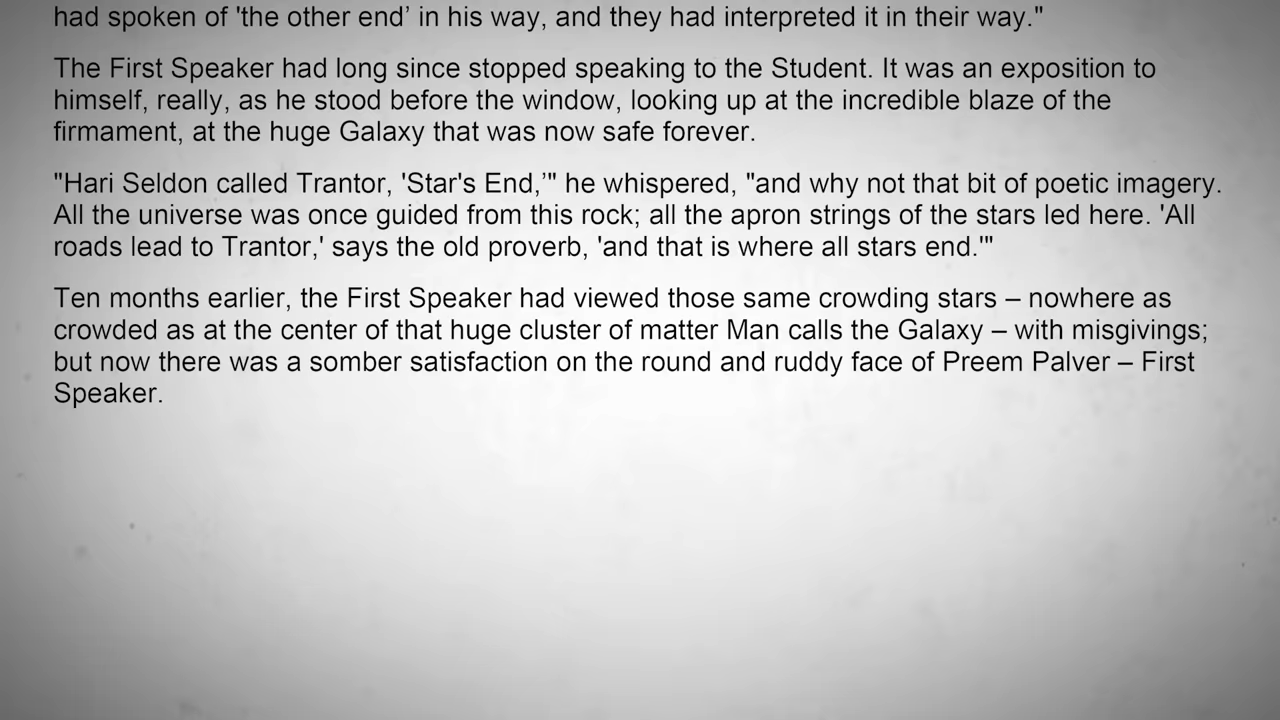 had spoken of 'the other end’ in his way, and they had interpreted it in their way."
The First Speaker had long since stopped speaking to the Student. It was an exposition to
himself, really, as he stood before the window, looking up at the incredible blaze of the
firmament, at the huge Galaxy that was now safe forever.
"Hari Seldon called Trantor, 'Star's End,’" he whispered, "and why not that bit of poetic imagery.
All the universe was once guided from this rock; all the apron strings of the stars led here. 'All
roads lead to Trantor,' says the old proverb, 'and that is where all stars end.'"
Ten months earlier, the First Speaker had viewed those same crowding stars – nowhere as
crowded as at the center of that huge cluster of matter Man calls the Galaxy – with misgivings;
but now there was a somber satisfaction on the round and ruddy face of Preem Palver – First
Speaker.